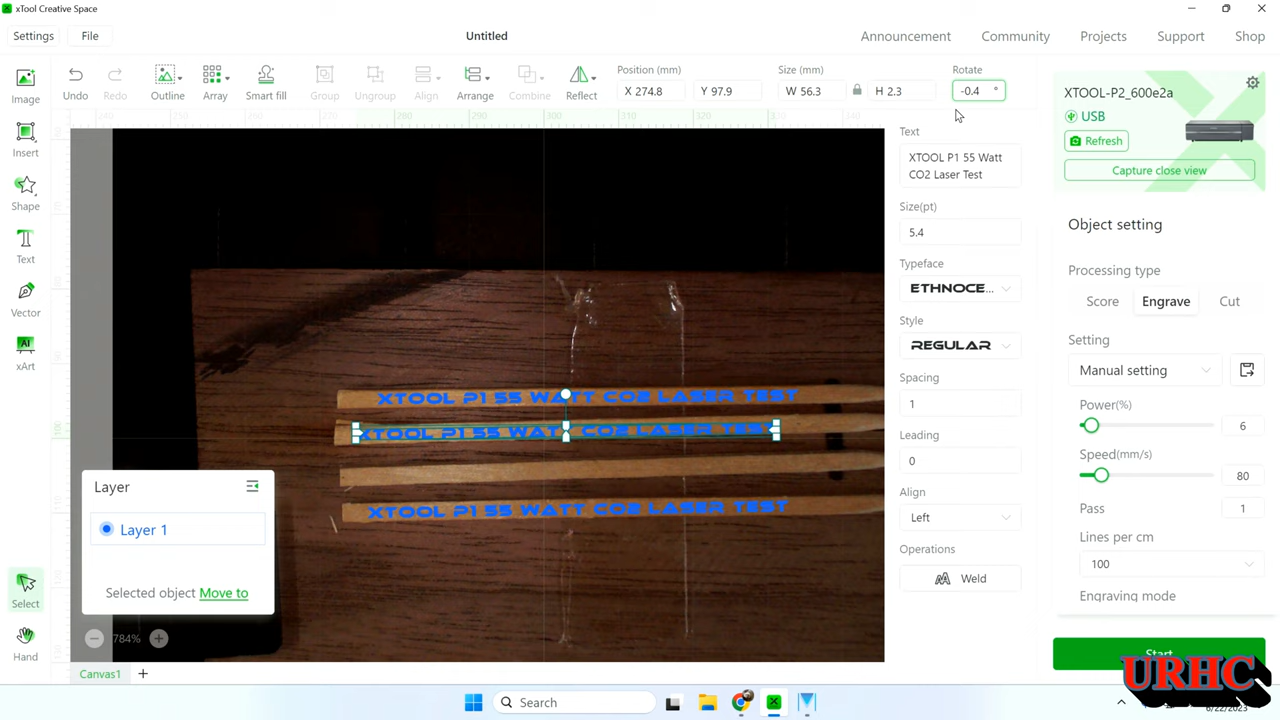 xTool Creative Space
Settings File Untitled Announcement Community Projects Support Shop
Image
Undo Redo Outline Array Smart fill Group Ungroup Align Arrange Combine Reflect
Position (mm) Size (mm) Rotate
X 274.8 Y 97.9 W 56.3 H 2.3 -0.4 °
Insert
Shape
Text
Vector
xArt
Select
Hand
XTOOL P1 55 WATT CO2 LASER TEST
XTOOL P1 55 WATT CO2 LASER TEST
XTOOL P1 55 WATT CO2 LASER TEST
Layer
Layer 1
Selected object Move to
784%
Canvas1
Text
XTOOL P1 55 Watt
CO2 Laser Test
Size(pt)
5.4
Typeface
ETHNOCE...
Style
REGULAR
Spacing
1
Leading
0
Align
Left
Operations
Weld
XTOOL-P2_600e2a
USB
Refresh
Capture close view
Object setting
Processing type
Score Engrave Cut
Setting
Manual setting
Power(%)
6
Speed(mm/s)
80
Pass
1
Lines per cm
100
Engraving mode
Start
URHC
Search
6/22/2023